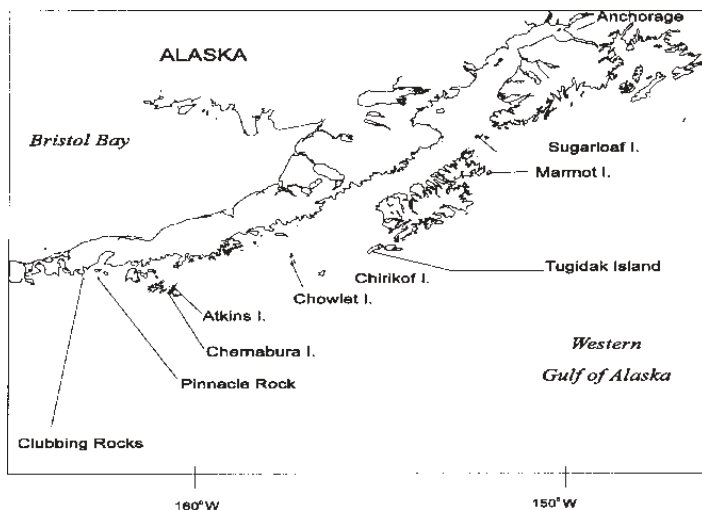 Anchorage
ALASKA
Bristol Bay
Sugarloaf I.
Marmot I.
Tugidak Island
Chirikof I.
Chowlet I.
Atkins I.
Western
Chernabura I.
Gulf of Alaska
Pinnacle Rock
Clubbing Rocks
160°W
150°W